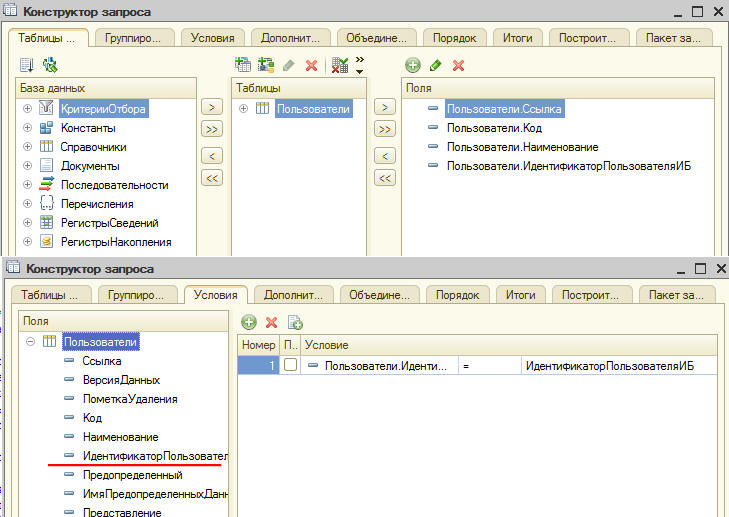 Конструктор запроса
Таблицы ... Группиро... Условия Дополнит... Объедине... Порядок Итоги Построит... Пакет за...
База данных Таблицы Поля
КритерииОтбора Пользователи Пользователи.Ссылка
Константы Пользователи.Код
Справочники Пользователи.Наименование
Документы Пользователи.ИдентификаторПользователяИБ
Последовательности
Перечисления
РегистрыСведений
РегистрыНакопления
Конструктор запроса
Таблицы ... Группиро... Условия Дополнит... Объедине... Порядок Итоги Построит... Пакет за...
Поля
Пользователи Номер П.. Условие
Ссылка 1 Пользователи.Иденти... = ИдентификаторПользователяИБ
ВерсияДанных
ПометкаУдаления
Код
Наименование
ИдентификаторПользовател
Предопределенный
ИмяПредопределенныхДанн
Представление